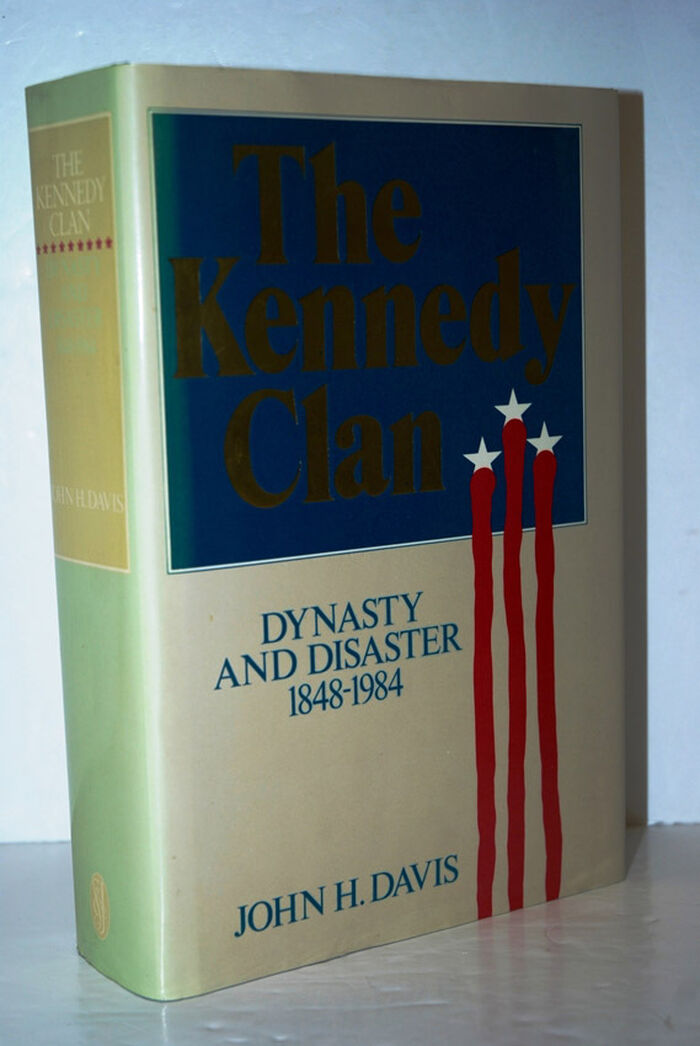 THE
KENNEDY
CLAN
JOHN H. DAVIS
The
Kennedy
Clan
DYNASTY
AND DISASTER
1848-1984
JOHN H. DAVIS